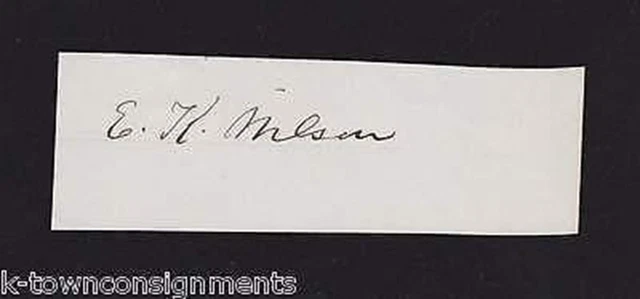 E. K. Wilson
k-townconsignments